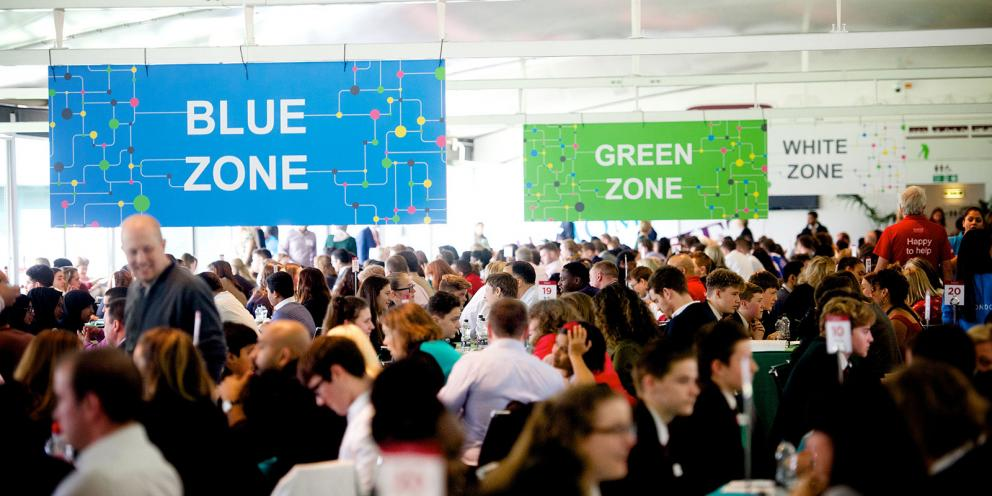 BLUE
ZONE
GREEN
ZONE
WHITE
ZONE
Happy
to help
19
20
10